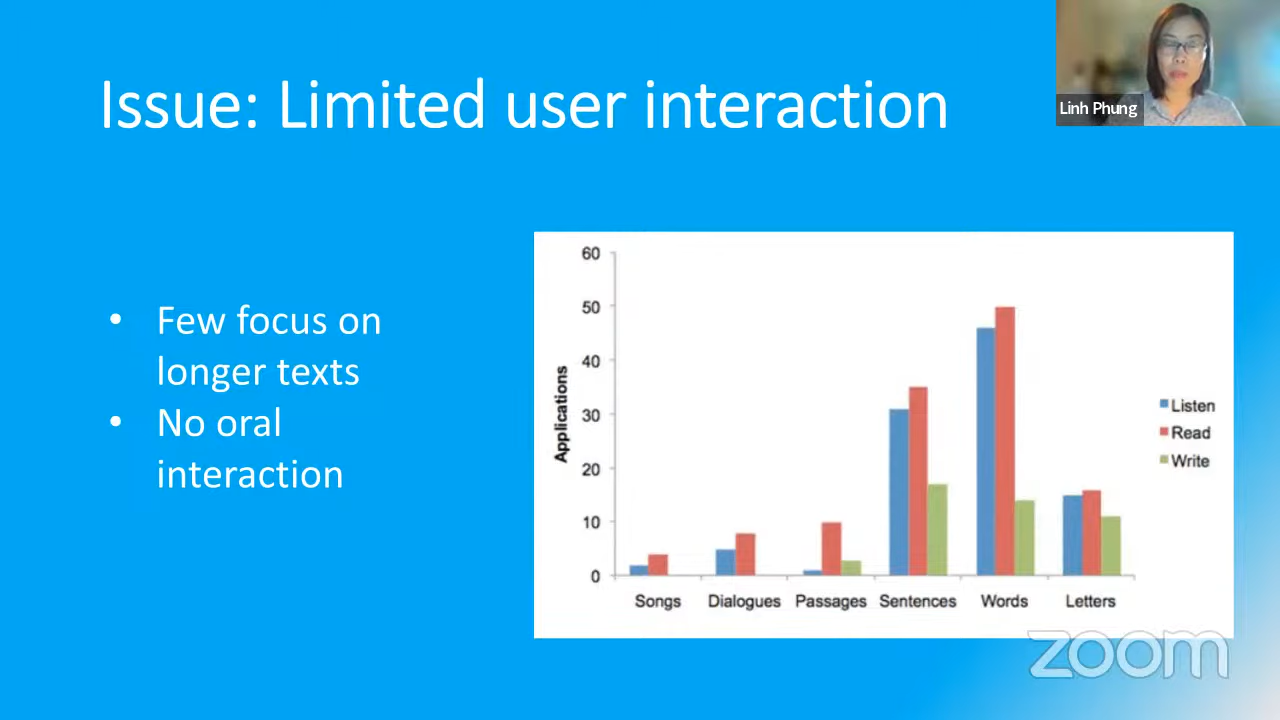 Issue: Limited user interaction
Linh Phung
• Few focus on
longer texts
• No oral
interaction
Applications
60
50
40
30
20
10
0
Songs Dialogues Passages Sentences Words Letters
Listen
Read
Write
zoom